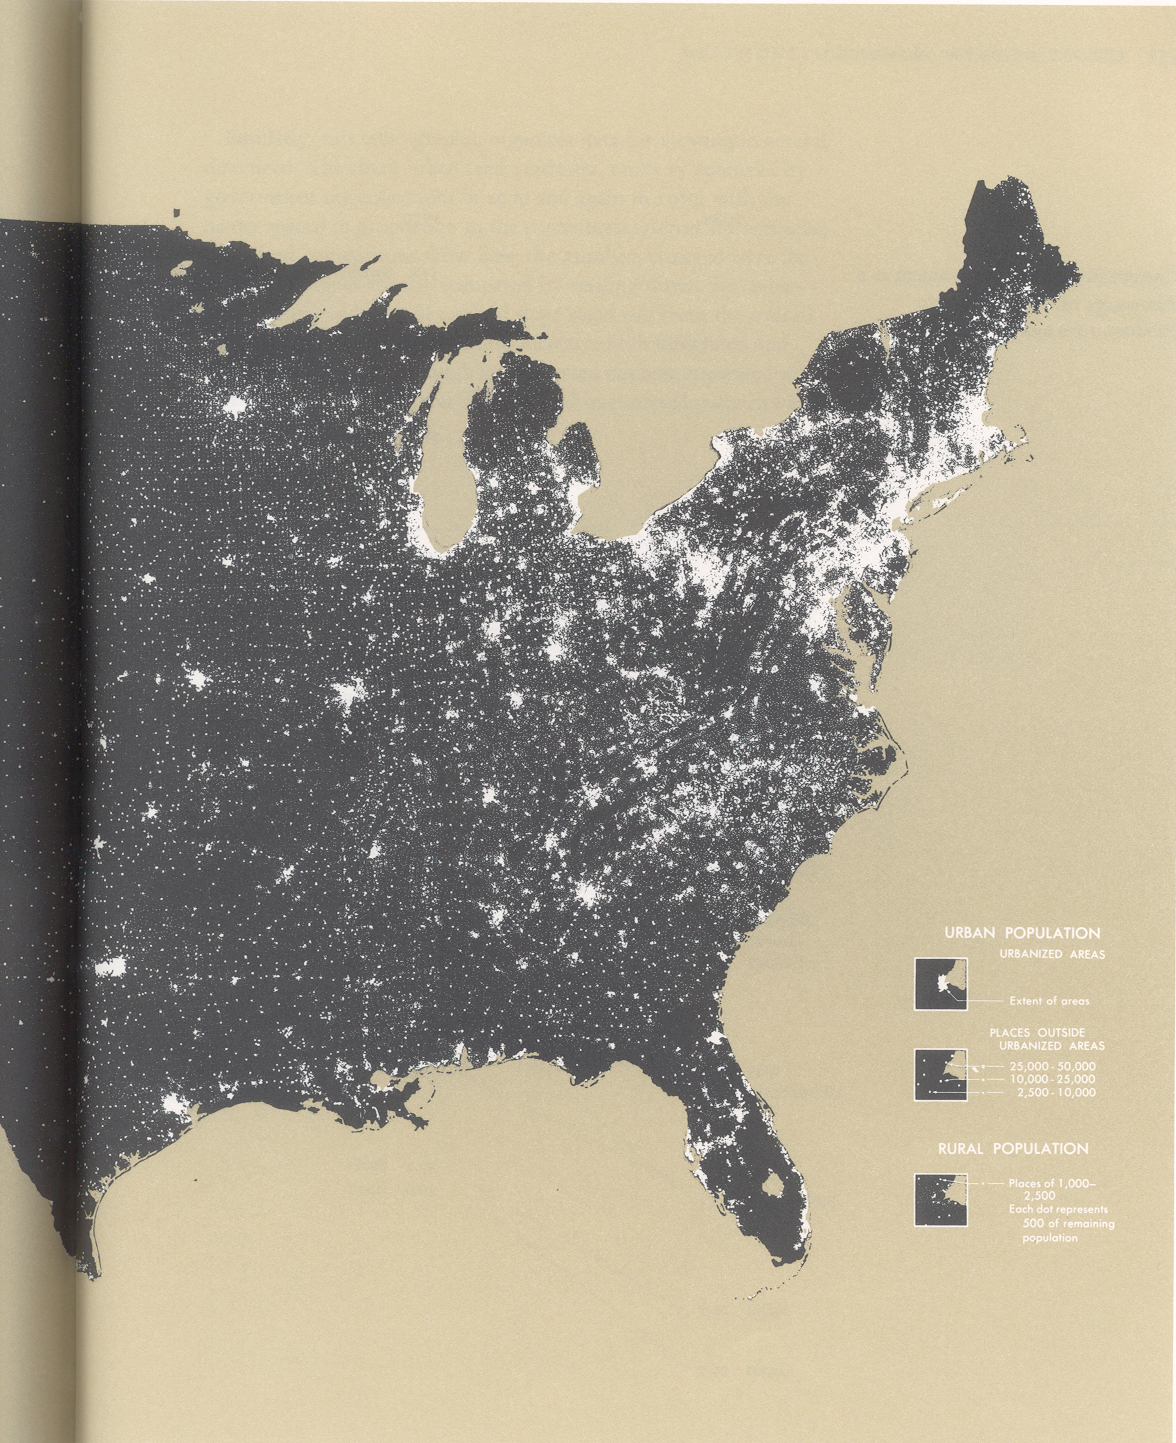 URBAN POPULATION
URBANIZED AREAS
Extent of areas
PLACES OUTSIDE
URBANIZED AREAS
25,000-50,000
10,000-25,000
2,500-10,000
RURAL POPULATION
Places of 1,000–
2,500
Each dot represents
500 of remaining
population